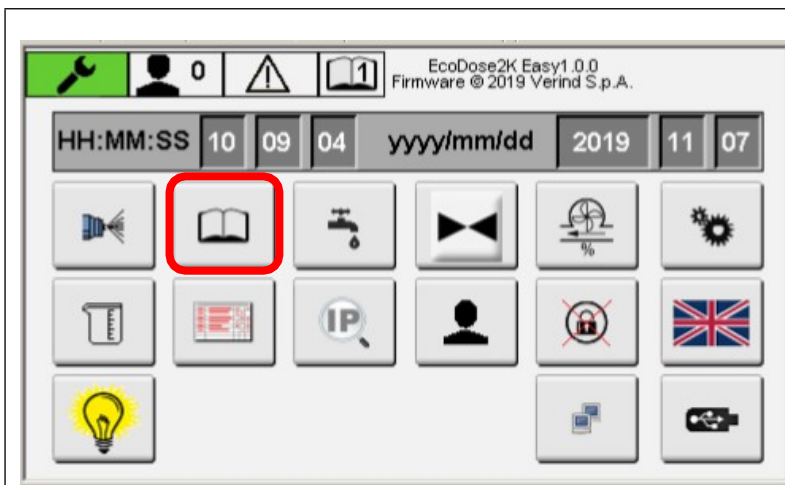 0
1
EcoDose2K Easy1.0.0
Firmware © 2019 Verind S.p.A.
HH:MM:SS 10 09 04 yyyy/mm/dd 2019 11 07
%
IP